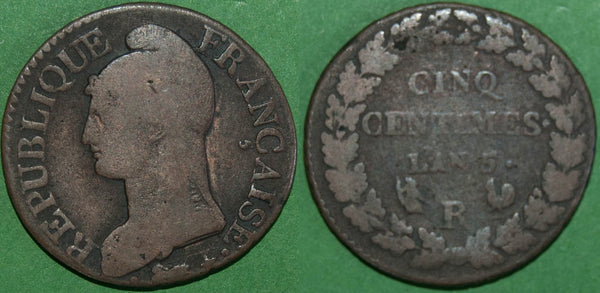 REPUBLIQUE FRANÇAISE.
CINQ
CENTIMES.
L'AN 5.
R